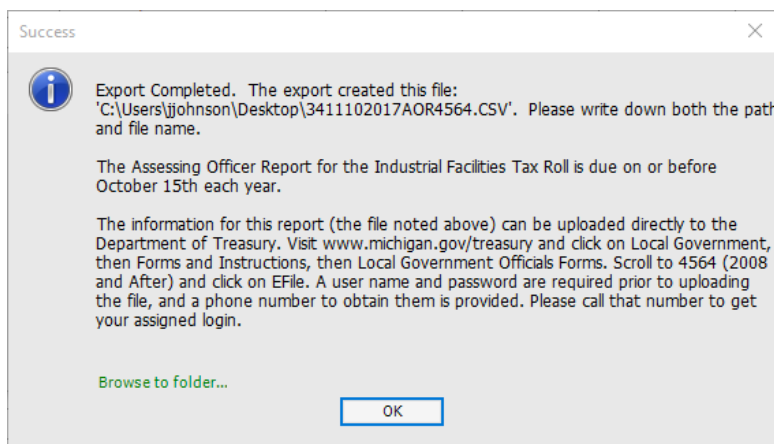 Success
Export Completed. The export created this file:
'C:\Users\jjohnson\Desktop\3411102017AOR4564.CSV'. Please write down both the path
and file name.
The Assessing Officer Report for the Industrial Facilities Tax Roll is due on or before
October 15th each year.
The information for this report (the file noted above) can be uploaded directly to the
Department of Treasury. Visit www.michigan.gov/treasury and click on Local Government,
then Forms and Instructions, then Local Government Officials Forms. Scroll to 4564 (2008
and After) and click on EFile. A user name and password are required prior to uploading
the file, and a phone number to obtain them is provided. Please call that number to get
your assigned login.
Browse to folder...
OK